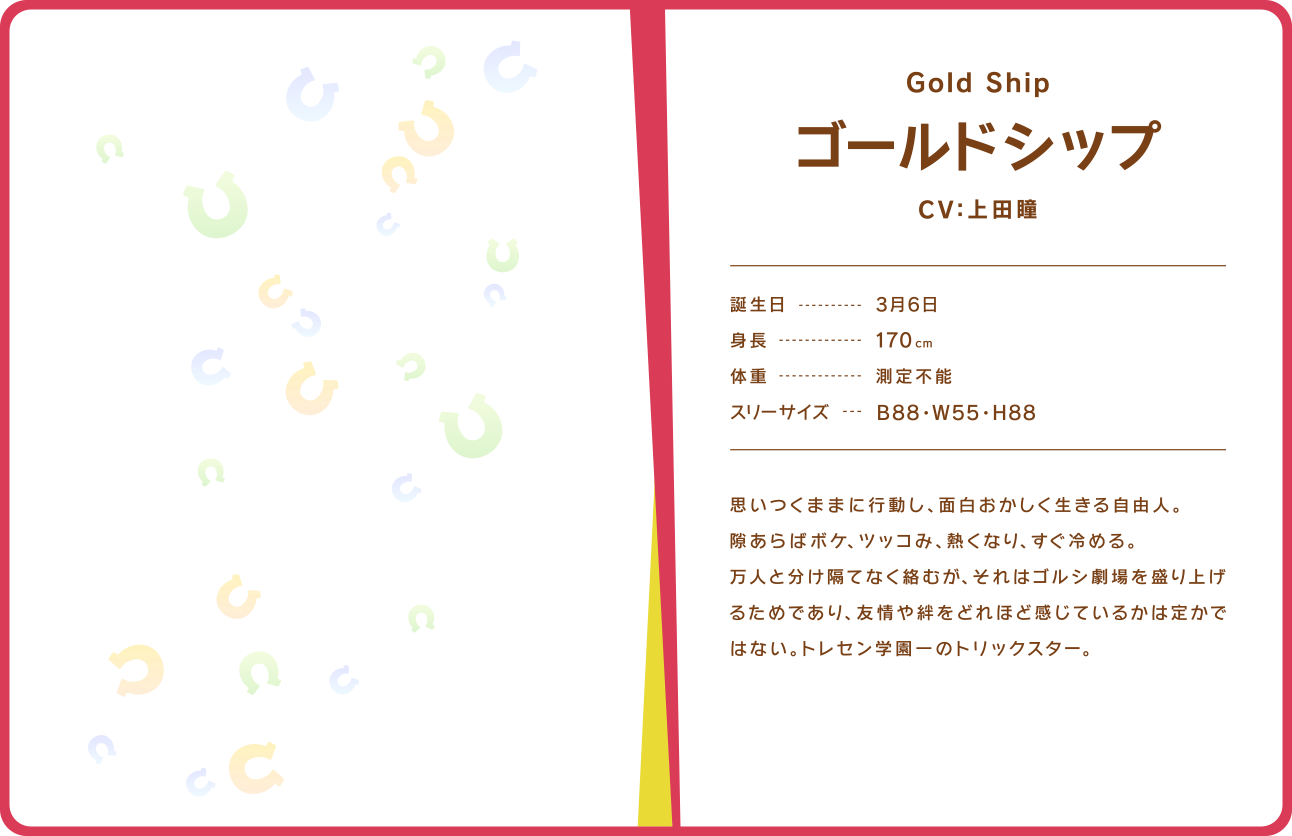 Gold Ship
ゴールドシップ
CV:上田瞳
誕生日 ---------- 3月6日
身長 ------------- 170cm
体重 ------------- 測定不能
スリーサイズ --- B88・W55・H88
思いつくままに行動し、面白おかしく生きる自由人。
隙あらばボケ、ツッコみ、熱くなり、すぐ冷める。
万人と分け隔てなく絡むが、それはゴルシ劇場を盛り上げ
るためであり、友情や絆をどれほど感じているかは定かで
はない。トレセン学園一のトリックスター。